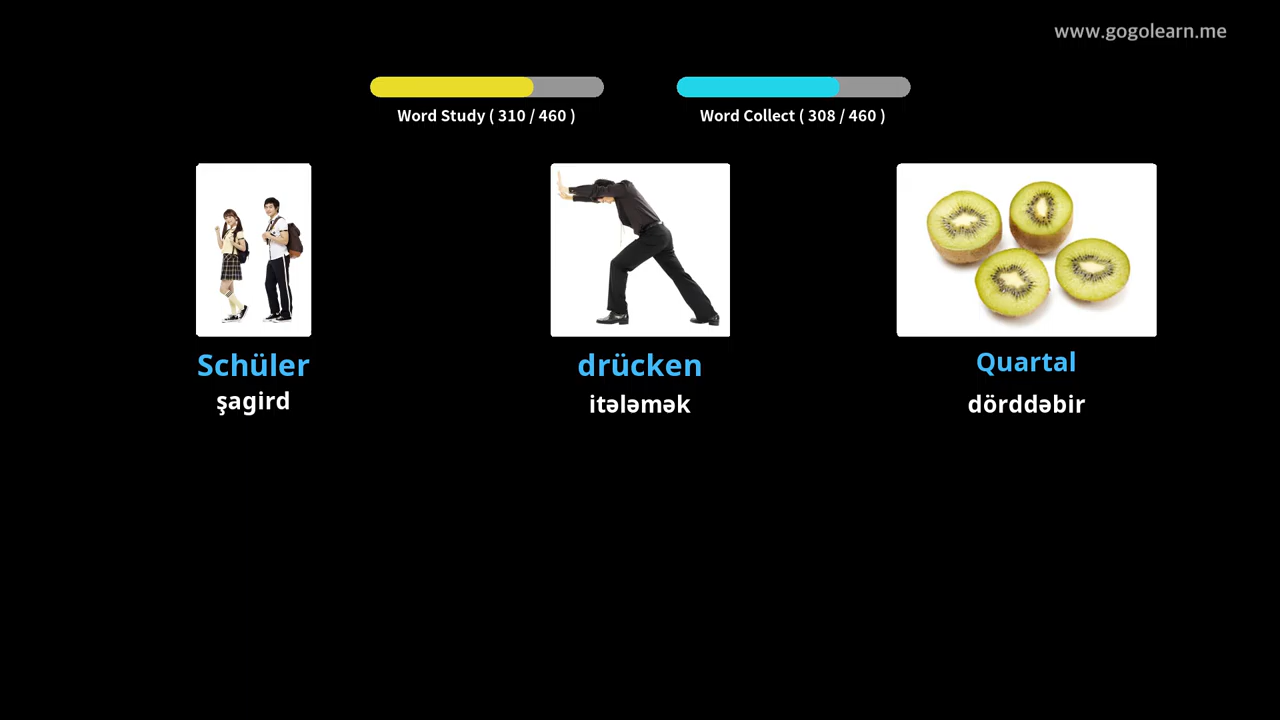 www.gogolearn.me
Word Study ( 310 / 460 )
Word Collect ( 308 / 460 )
Schüler
şagird
drücken
itələmək
Quartal
dörddəbir